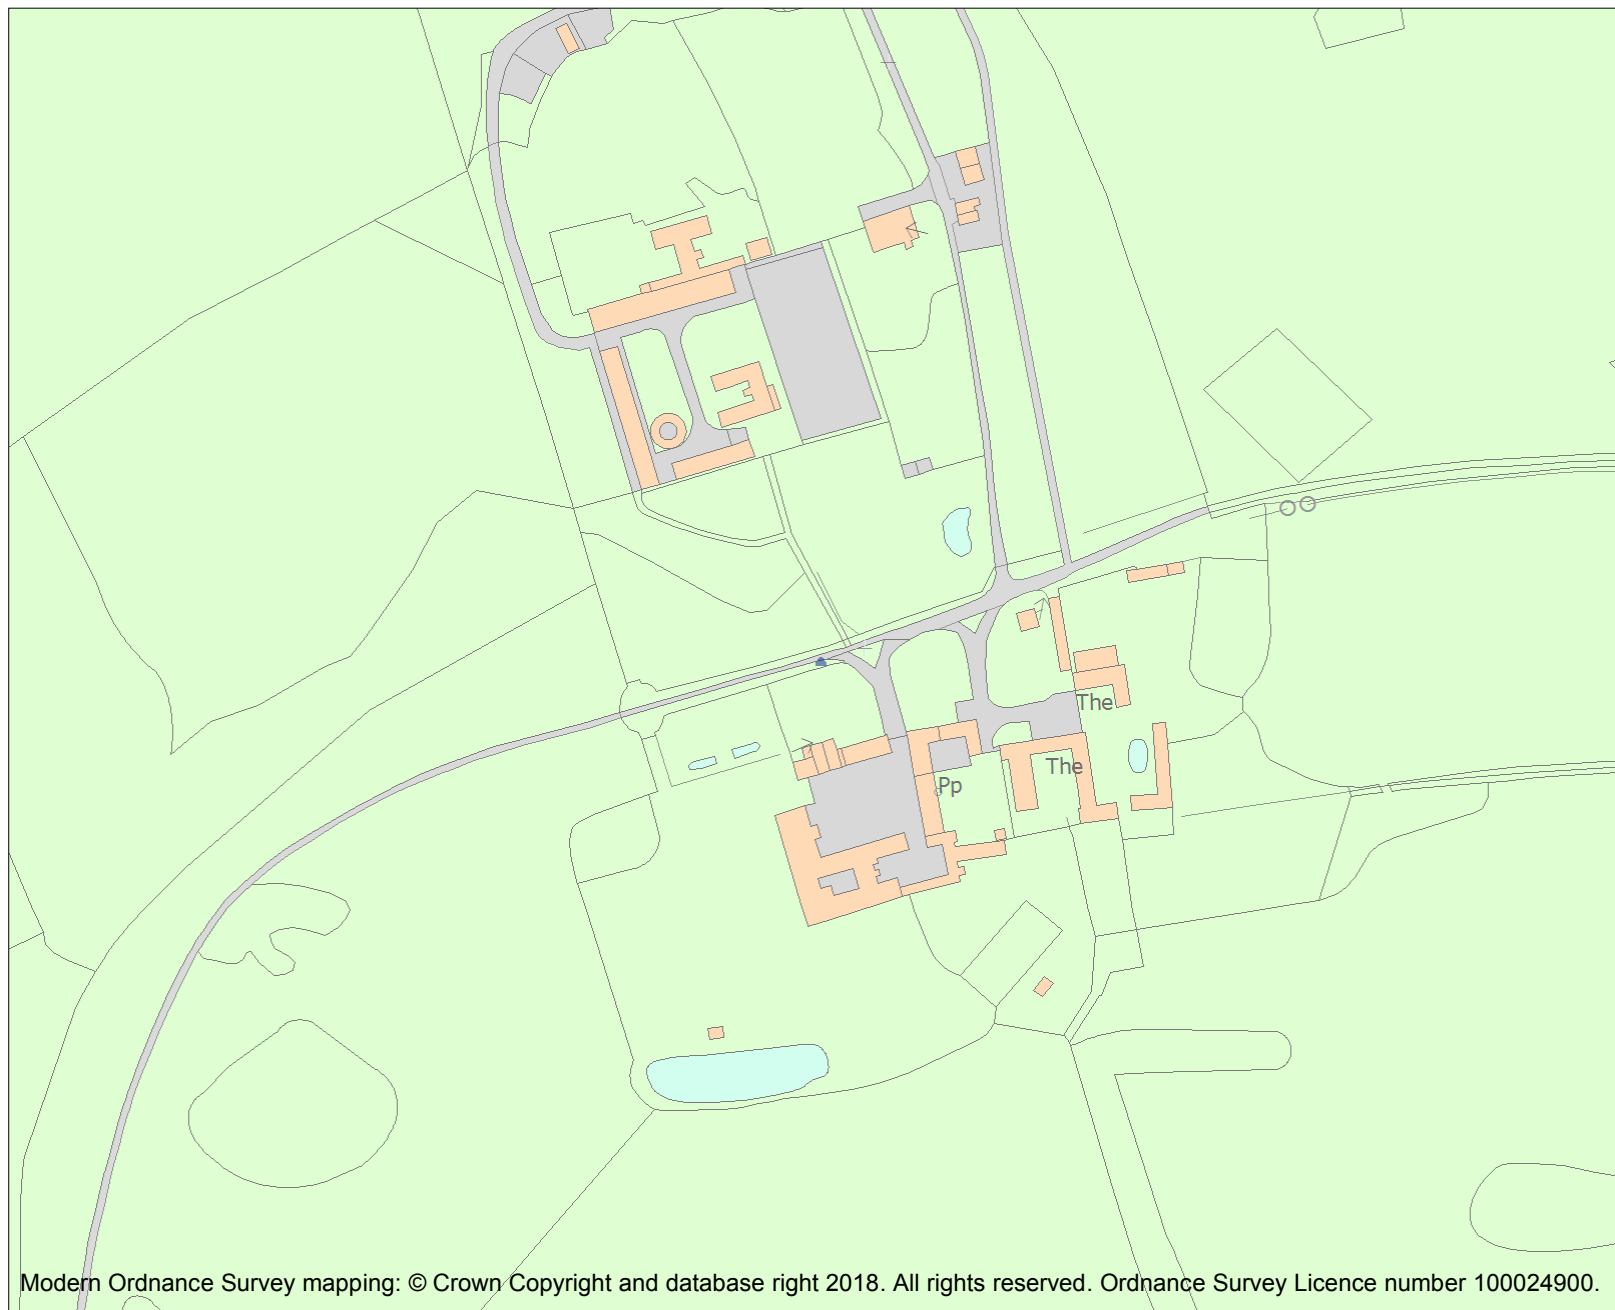 The
The
Pp
Modern Ordnance Survey mapping: © Crown Copyright and database right 2018. All rights reserved. Ordnance Survey Licence number 100024900.